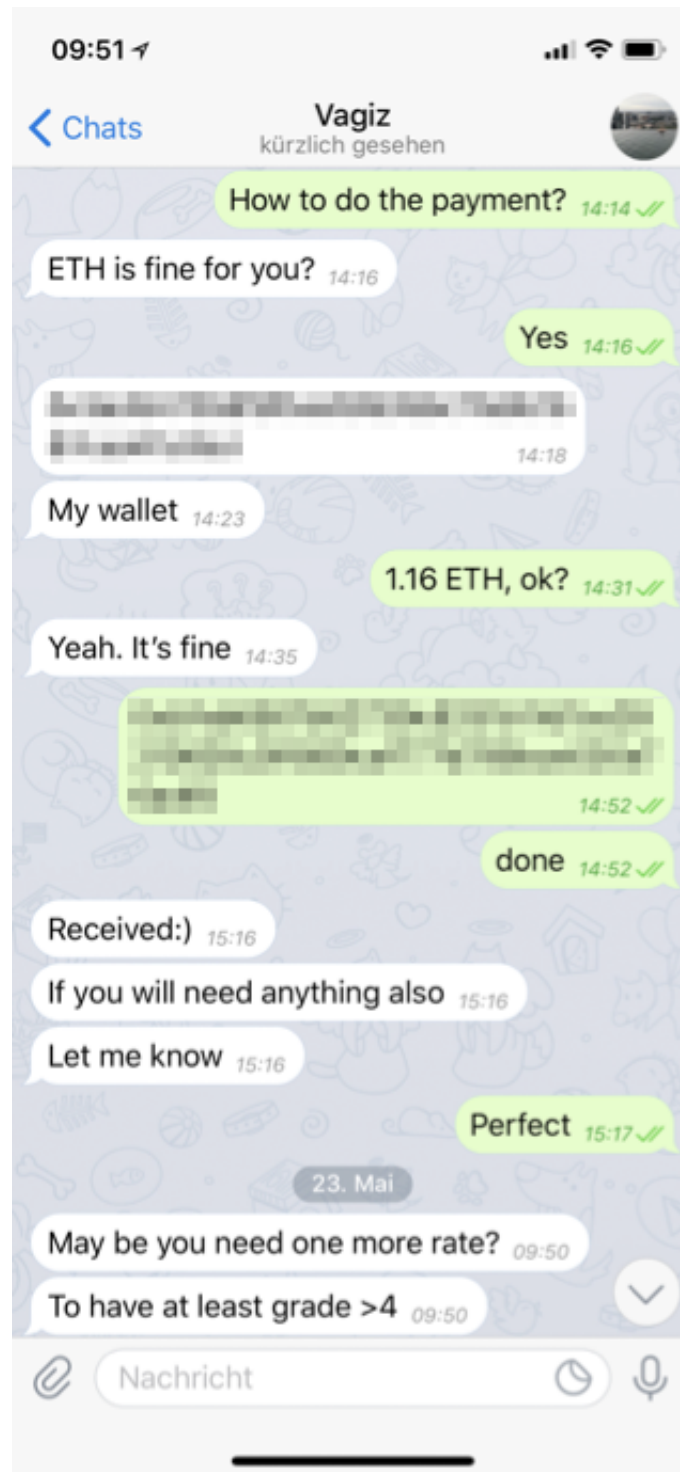 09:51
Chats
Vagiz
kürzlich gesehen
How to do the payment? 14:14
ETH is fine for you? 14:16
Yes 14:16
14:18
My wallet 14:23
1.16 ETH, ok? 14:31
Yeah. It's fine 14:35
14:52
done 14:52
Received:) 15:16
If you will need anything also 15:16
Let me know 15:16
Perfect 15:17
23. Mai
May be you need one more rate? 09:50
To have at least grade >4 09:50
Nachricht